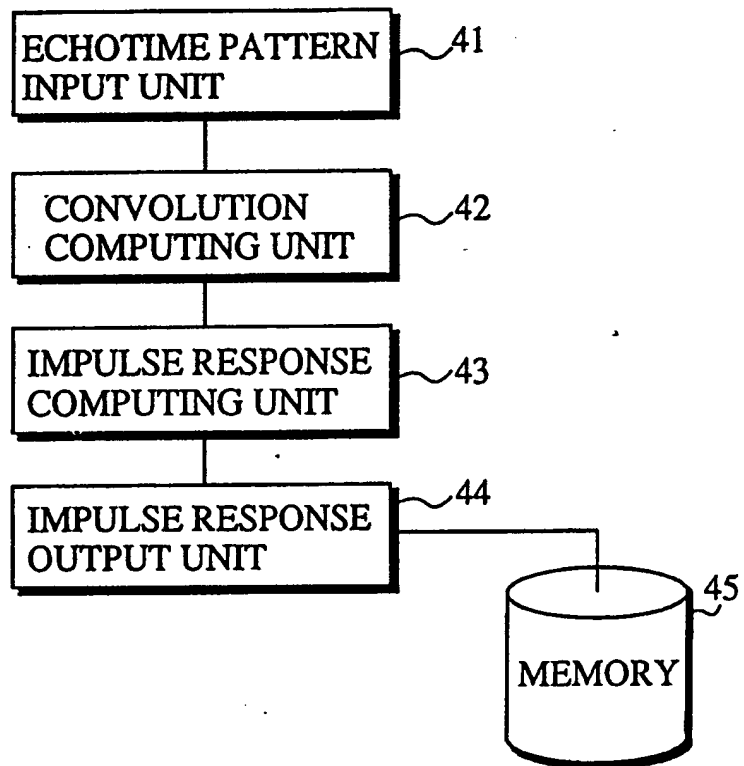 ECHOTIME PATTERN
INPUT UNIT
41
CONVOLUTION
COMPUTING UNIT
42
IMPULSE RESPONSE
COMPUTING UNIT
43
IMPULSE RESPONSE
OUTPUT UNIT
44
MEMORY
45